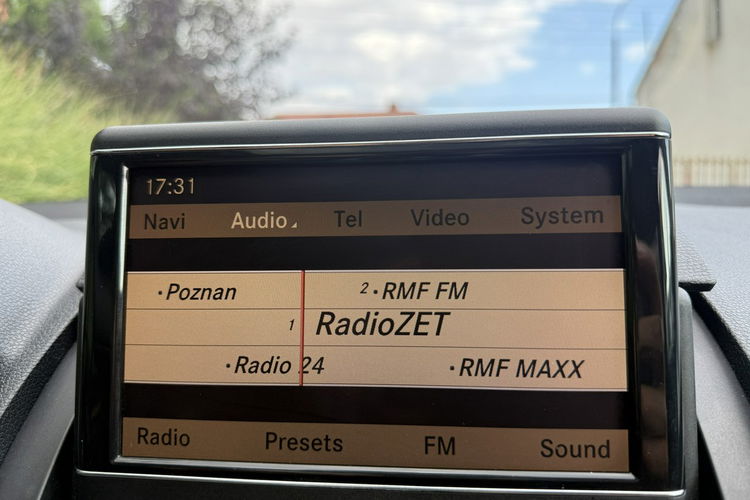 17:31
Navi Audio Tel Video System
·Poznan 2 ·RMF FM
1 RadioZET
·Radio 24 ·RMF MAXX
Radio Presets FM Sound